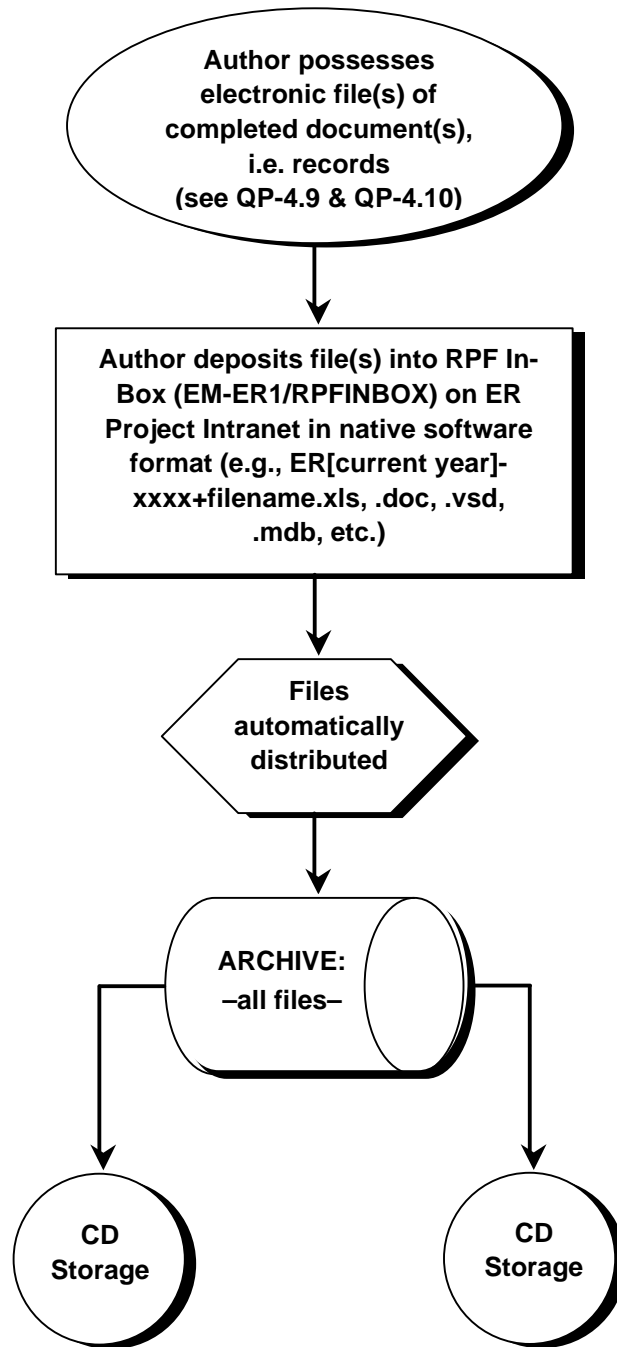 Author possesses
electronic file(s) of
completed document(s),
i.e. records
(see QP-4.9 & QP-4.10)
Author deposits file(s) into RPF In-
Box (EM-ER1/RPFINBOX) on ER
Project Intranet in native software
format (e.g., ER[current year]-
xxxx+filename.xls, .doc, .vsd,
.mdb, etc.)
Files
automatically
distributed
ARCHIVE:
–all files–
CD
Storage
CD
Storage